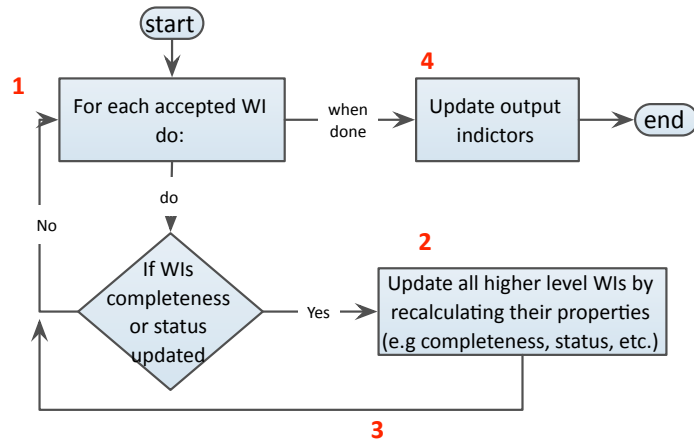 start
1
For each accepted WI
do:
when
done
4
Update output
indictors
end
do
No
If WIs
completeness
or status
updated
Yes
2
Update all higher level WIs by
recalculating their properties
(e.g completeness, status, etc.)
3